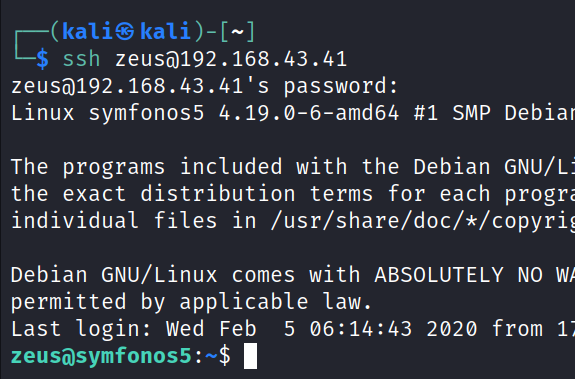 ┌──(kali㉿kali)-[~]
└─$ ssh zeus@192.168.43.41
zeus@192.168.43.41's password:
Linux symfonos5 4.19.0-6-amd64 #1 SMP Debian
The programs included with the Debian GNU/Li
the exact distribution terms for each progra
individual files in /usr/share/doc/*/copyrig
Debian GNU/Linux comes with ABSOLUTELY NO WA
permitted by applicable law.
Last login: Wed Feb  5 06:14:43 2020 from 17
zeus@symfonos5:~$